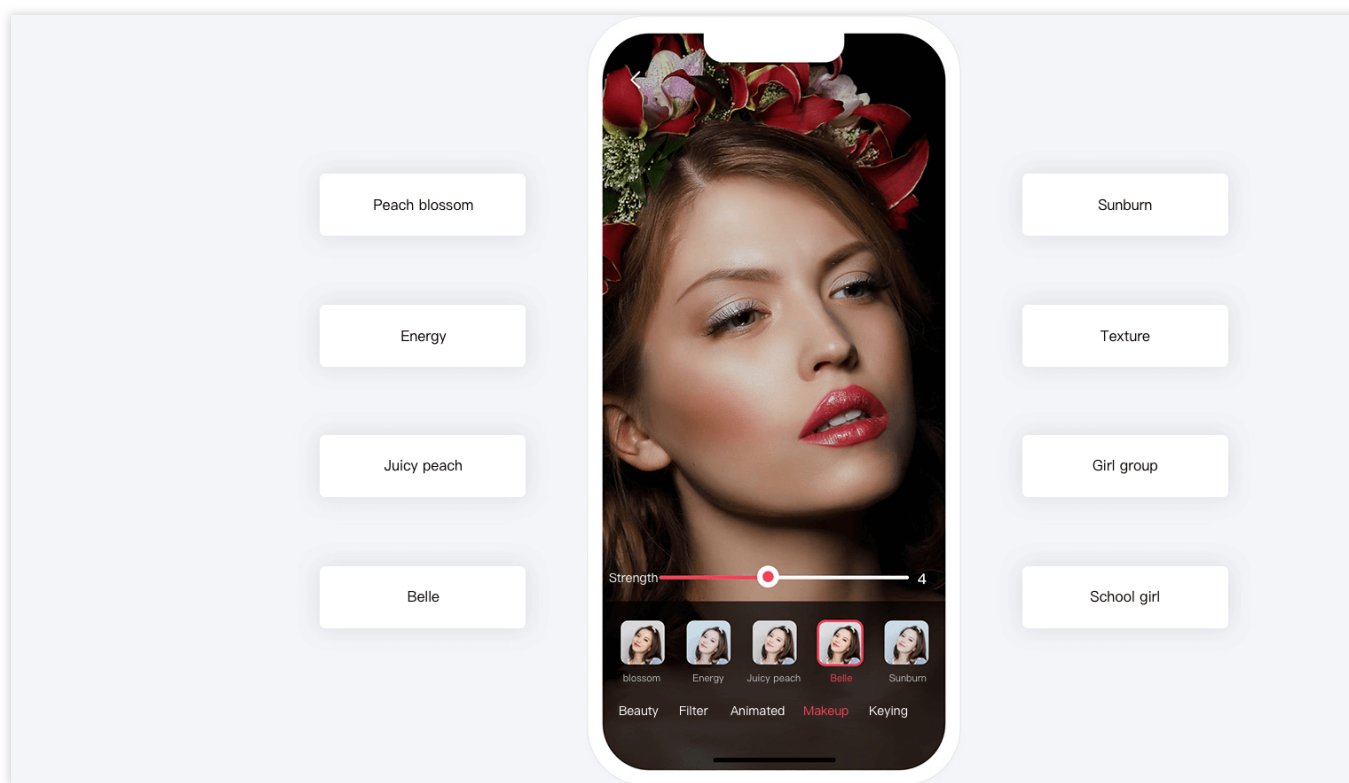 Peach blossom
Energy
Juicy peach
Belle
Sunburn
Texture
Girl group
School girl
Strength 4
blossom Energy Juicy peach Belle Sunburn
Beauty Filter Animated Makeup Keying